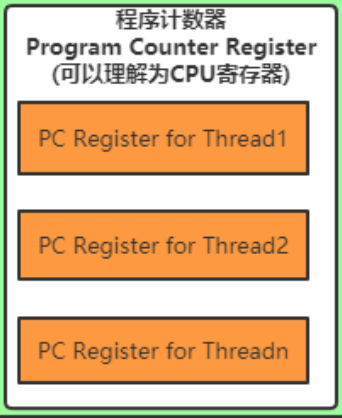 程序计数器
Program Counter Register
(可以理解为CPU寄存器)
PC Register for Thread1
PC Register for Thread2
PC Register for Threadn